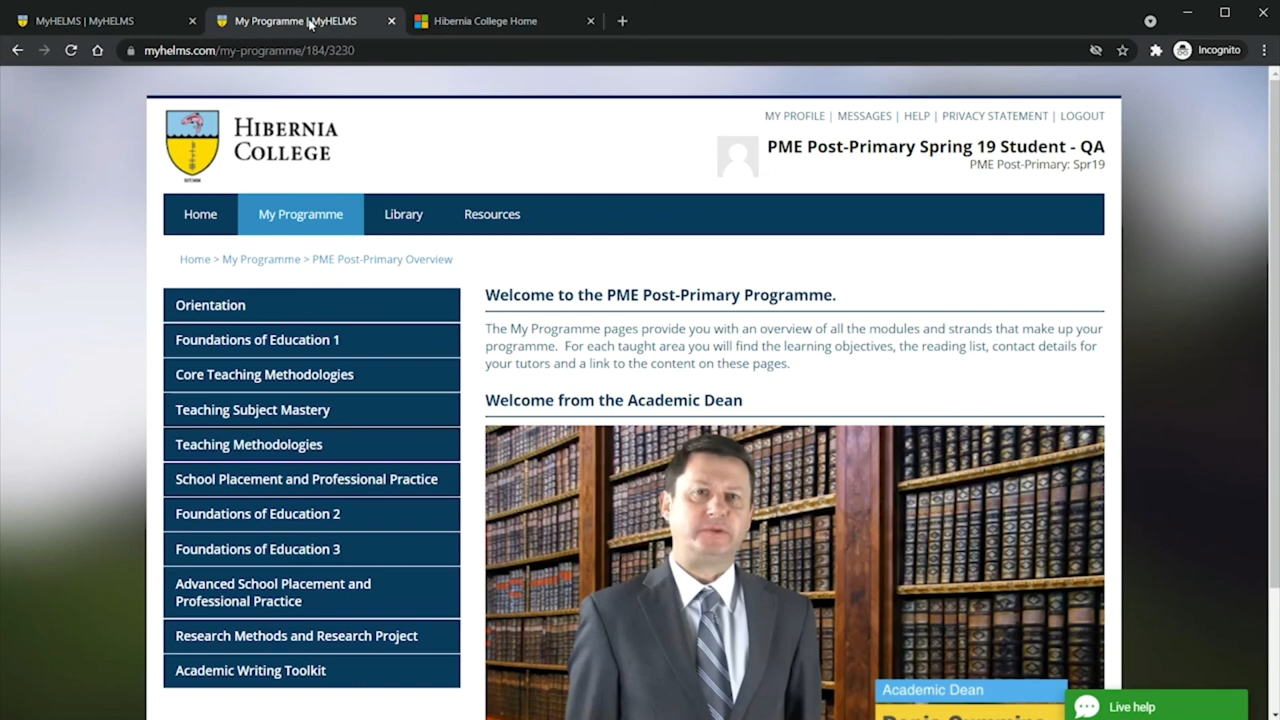 MyHELMS | MyHELMS
My Programme | MyHELMS
Hibernia College Home
myhelms.com/my-programme/184/3230
Incognito
HIBERNIA
COLLEGE
MY PROFILE | MESSAGES | HELP | PRIVACY STATEMENT | LOGOUT
PME Post-Primary Spring 19 Student - QA
PME Post-Primary: Spr19
Home
My Programme
Library
Resources
Home > My Programme > PME Post-Primary Overview
Orientation
Foundations of Education 1
Core Teaching Methodologies
Teaching Subject Mastery
Teaching Methodologies
School Placement and Professional Practice
Foundations of Education 2
Foundations of Education 3
Advanced School Placement and
Professional Practice
Research Methods and Research Project
Academic Writing Toolkit
Welcome to the PME Post-Primary Programme.
The My Programme pages provide you with an overview of all the modules and strands that make up your
programme. For each taught area you will find the learning objectives, the reading list, contact details for
your tutors and a link to the content on these pages.
Welcome from the Academic Dean
Academic Dean
Live help